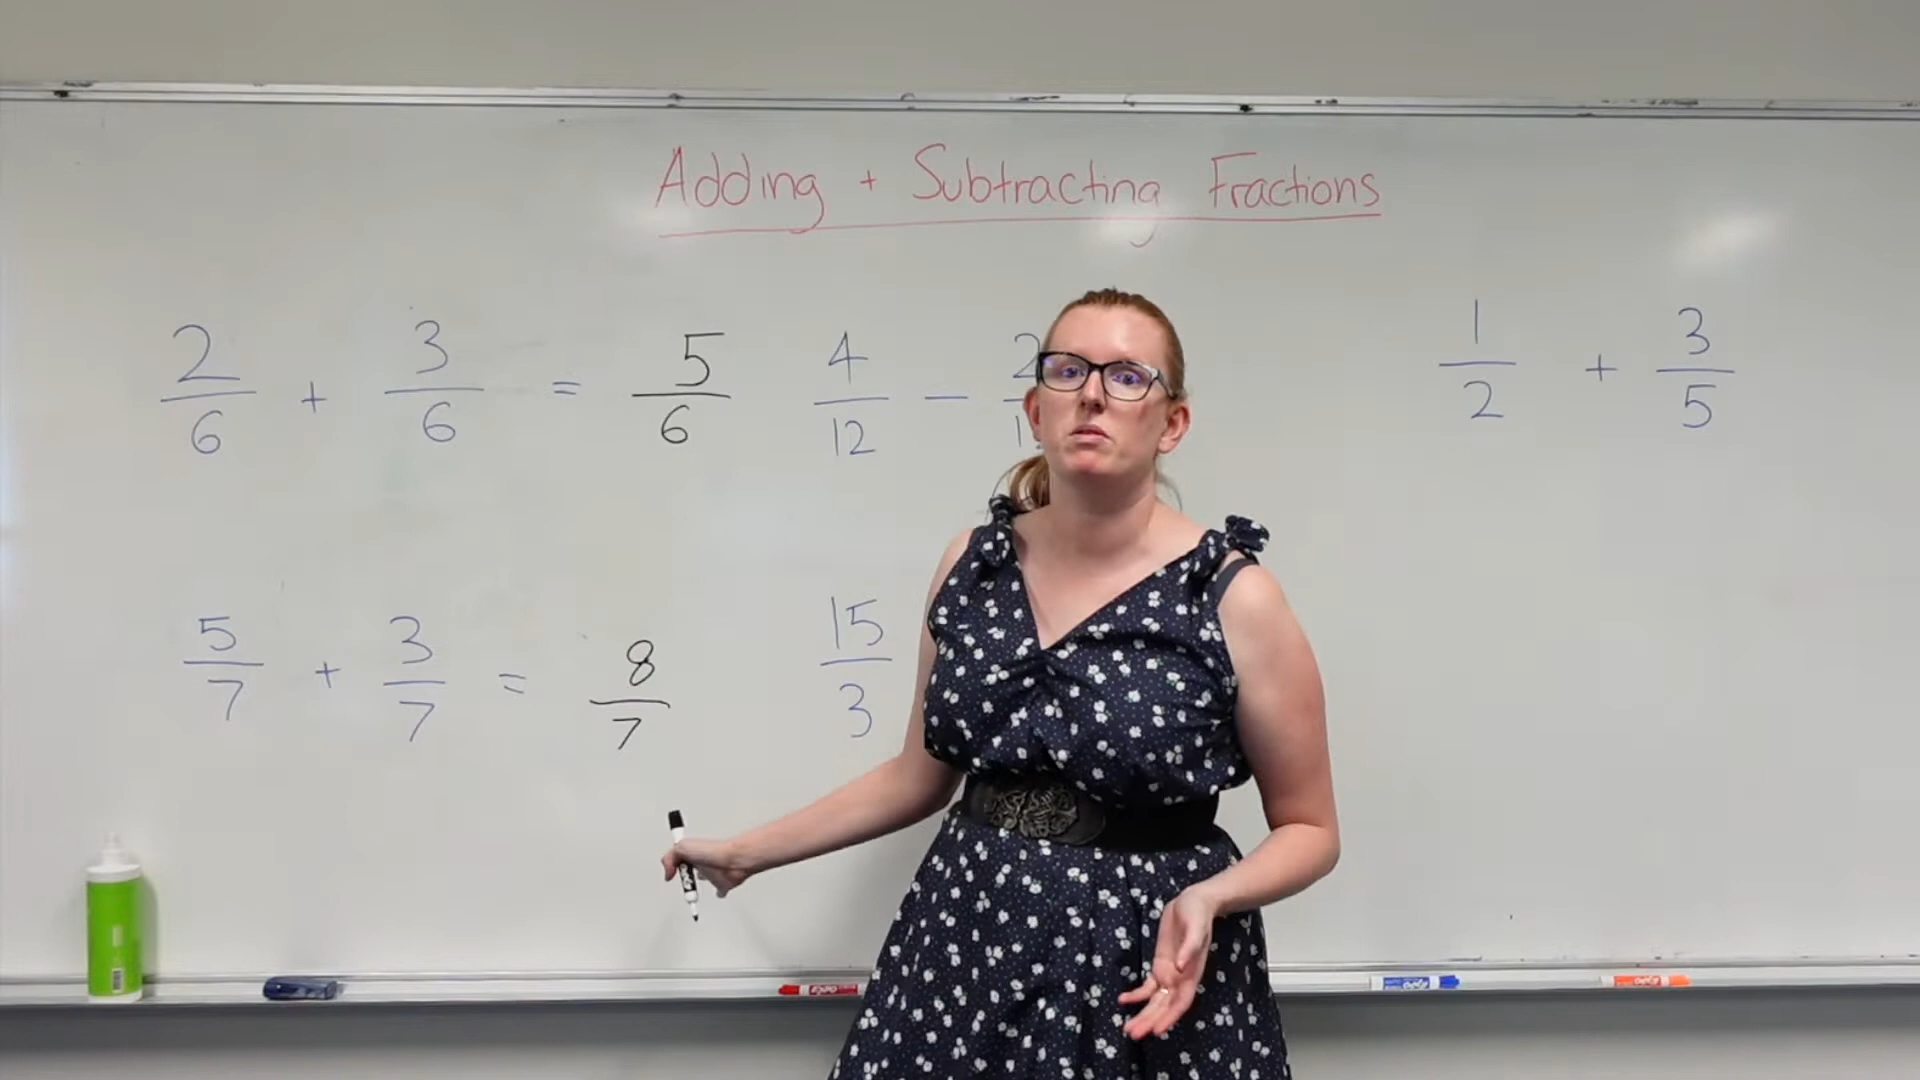 Adding + Subtracting Fractions
2/6 + 3/6 = 5/6
4/12 - 2
5/7 + 3/7 = 8/7
15/3
1/2 + 3/5